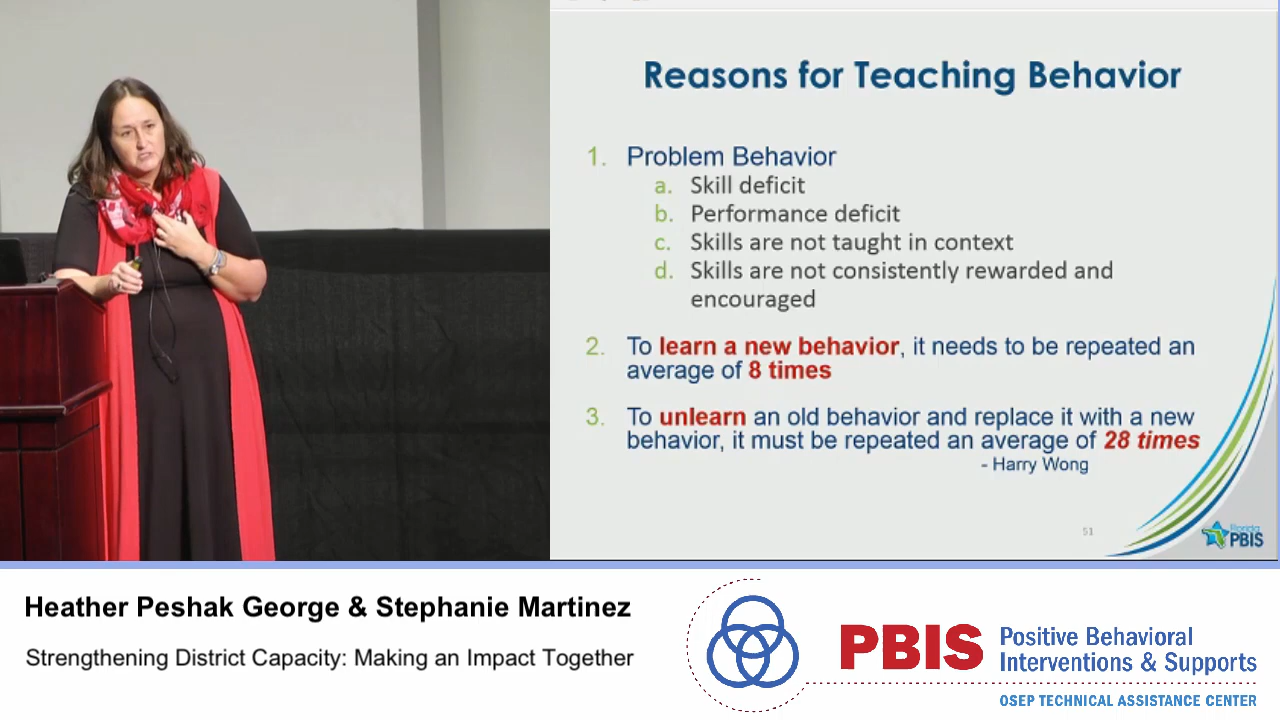 Reasons for Teaching Behavior
1. Problem Behavior
a. Skill deficit
b. Performance deficit
c. Skills are not taught in context
d. Skills are not consistently rewarded and
encouraged
2. To learn a new behavior, it needs to be repeated an
average of 8 times
3. To unlearn an old behavior and replace it with a new
behavior, it must be repeated an average of 28 times
- Harry Wong
51
Florida
PBIS
Heather Peshak George & Stephanie Martinez
Strengthening District Capacity: Making an Impact Together
PBIS
Positive Behavioral
Interventions & Supports
OSEP TECHNICAL ASSISTANCE CENTER